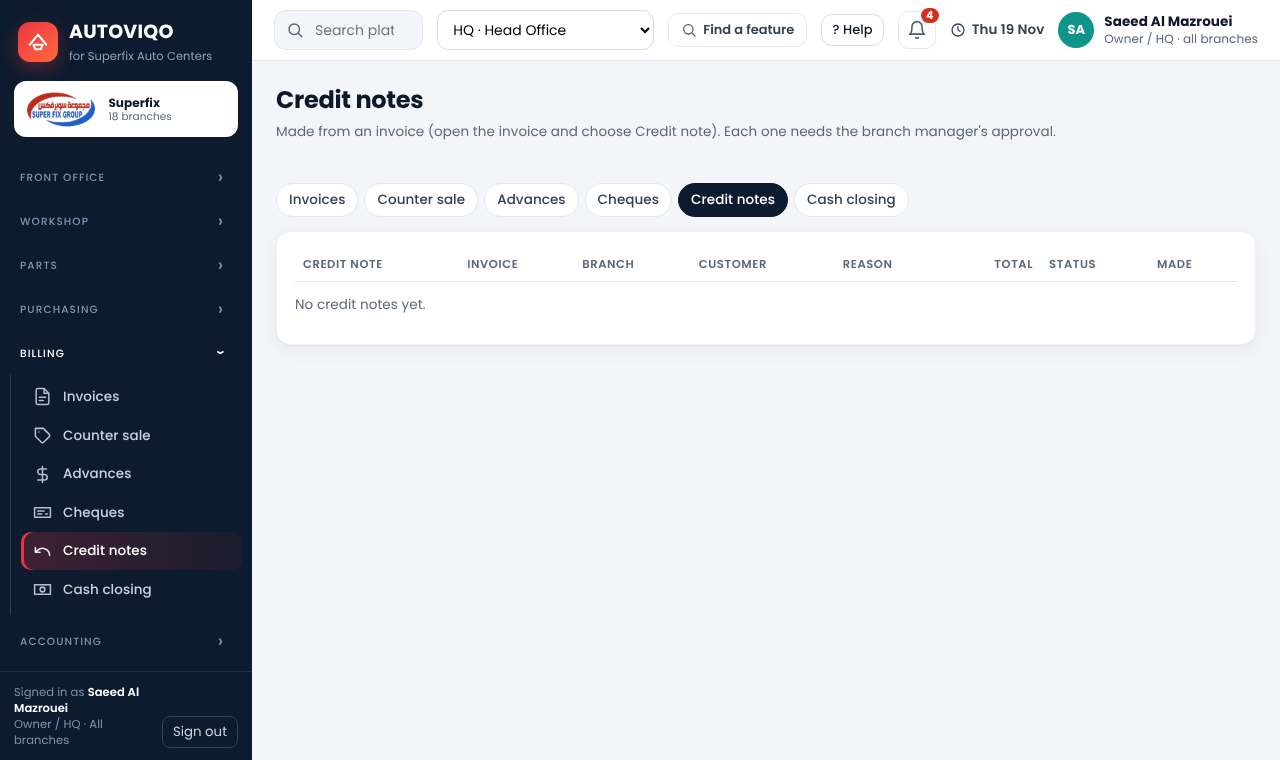 AUTOVIQO
for Superfix Auto Centers
مجموعة سوبر فكس
SUPER FIX GROUP
Superfix
18 branches
FRONT OFFICE
WORKSHOP
PARTS
PURCHASING
BILLING
Invoices
Counter sale
Advances
Cheques
Credit notes
Cash closing
ACCOUNTING
Signed in as Saeed Al
Mazrouei
Owner / HQ · All
branches
Sign out
Search plat
HQ · Head Office
Find a feature
? Help
4
Thu 19 Nov
SA
Saeed Al Mazrouei
Owner / HQ · all branches
Credit notes
Made from an invoice (open the invoice and choose Credit note). Each one needs the branch manager's approval.
Invoices Counter sale Advances Cheques Credit notes Cash closing
CREDIT NOTE INVOICE BRANCH CUSTOMER REASON TOTAL STATUS MADE
No credit notes yet.